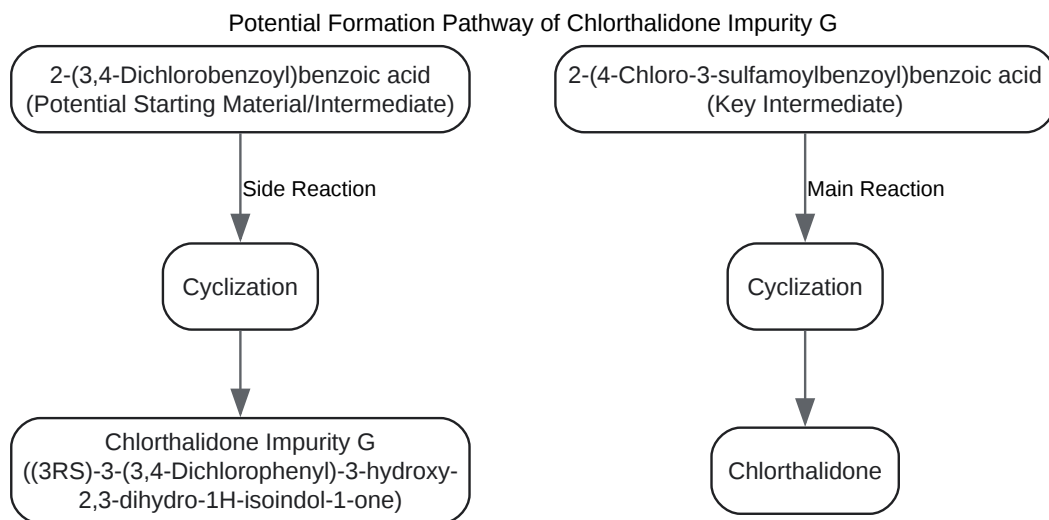 Potential Formation Pathway of Chlorthalidone Impurity G
2-(3,4-Dichlorobenzoyl)benzoic acid
(Potential Starting Material/Intermediate)
2-(4-Chloro-3-sulfamoylbenzoyl)benzoic acid
(Key Intermediate)
Side Reaction
Main Reaction
Cyclization
Cyclization
Chlorthalidone Impurity G
((3RS)-3-(3,4-Dichlorophenyl)-3-hydroxy-
2,3-dihydro-1H-isoindol-1-one)
Chlorthalidone